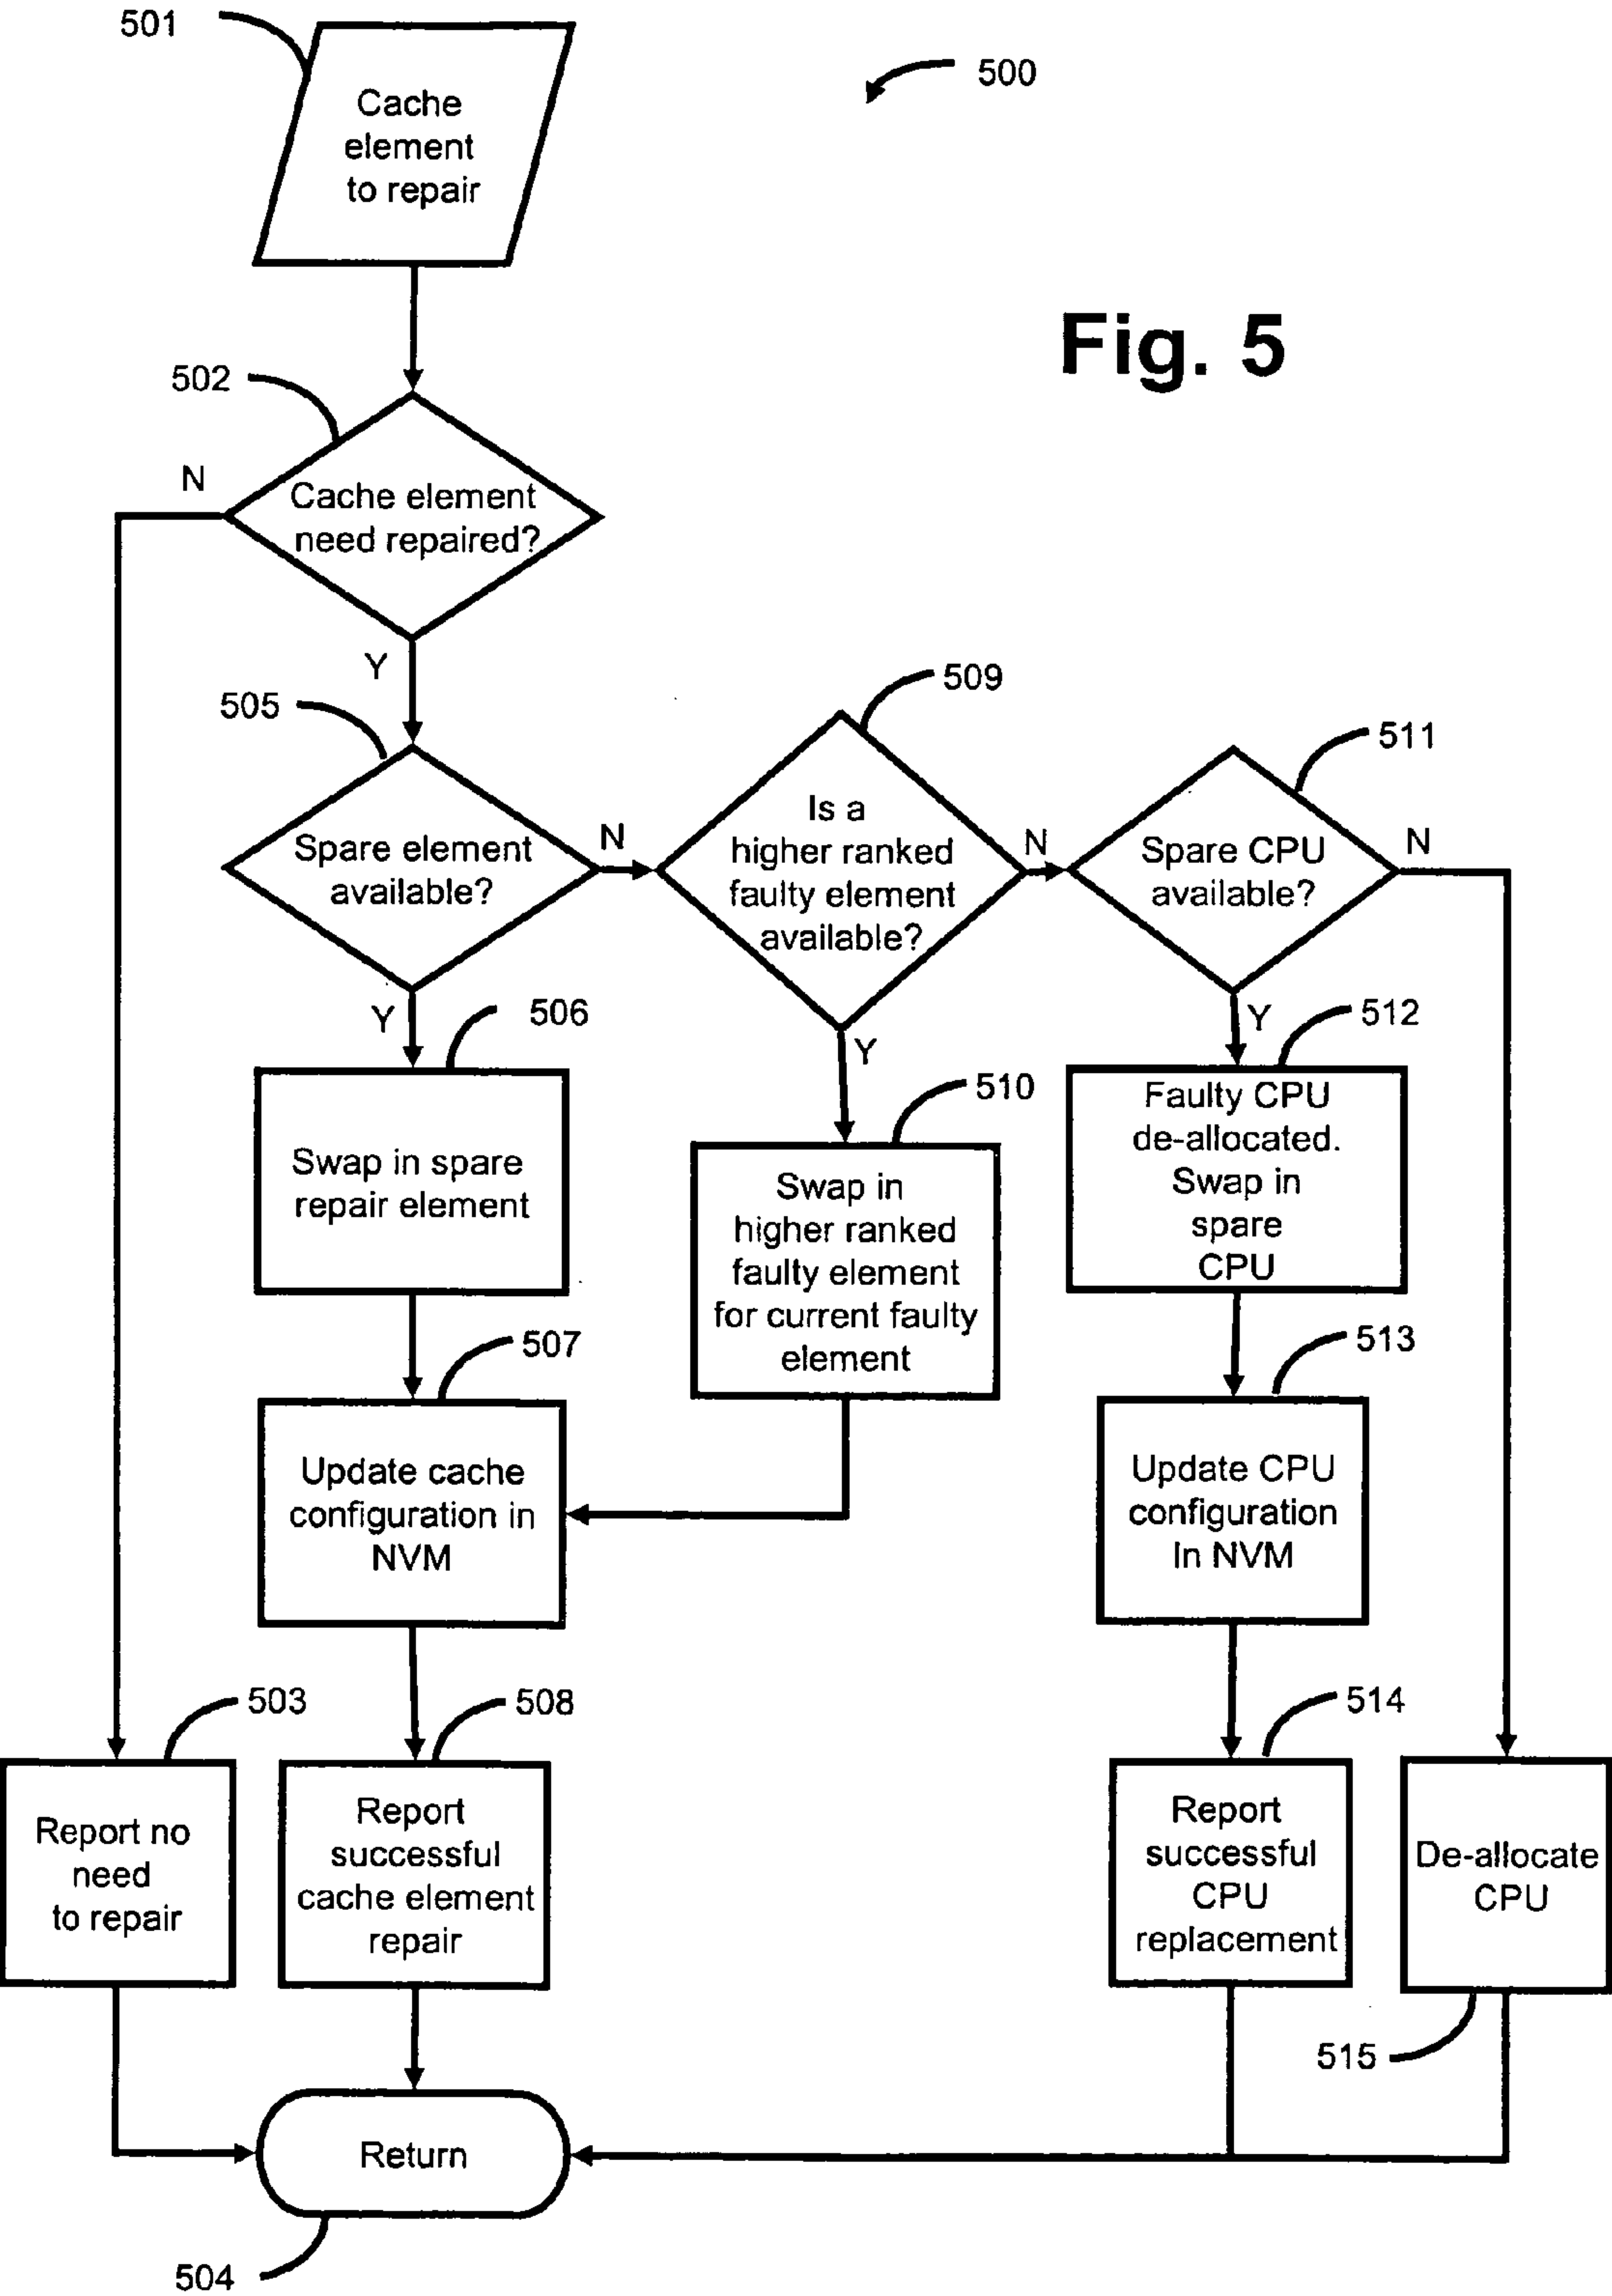 501
Cache
element
to repair
500
Fig. 5
502
N
Cache element
need repaired?
Y
505
Spare element
available?
N
509
Is a
higher ranked
faulty element
available?
N
511
Spare CPU
available?
N
Y
506
Swap in spare
repair element
Y
510
Swap in
higher ranked
faulty element
for current faulty
element
Y
512
Faulty CPU
de-allocated.
Swap in
spare
CPU
507
Update cache
configuration in
NVM
513
Update CPU
configuration
In NVM
503
Report no
need
to repair
508
Report
successful
cache element
repair
514
Report
successful
CPU
replacement
De-allocate
CPU
515
Return
504